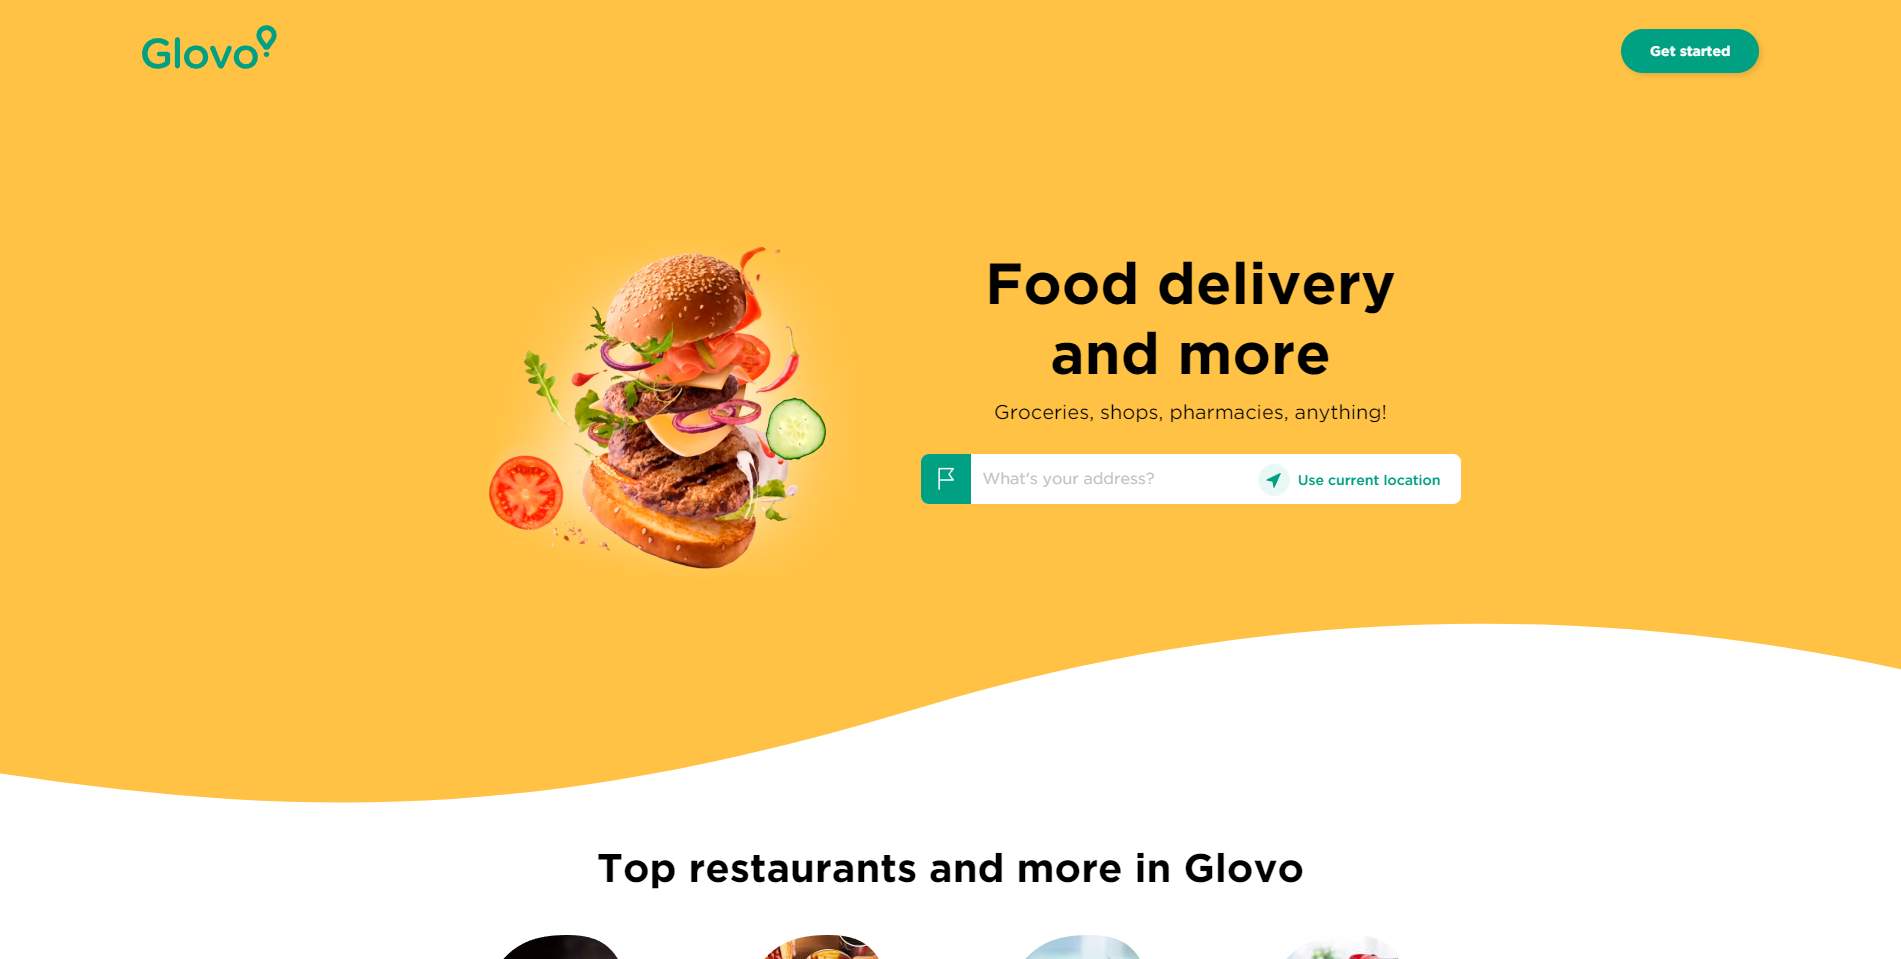 Glovo
Get started
Food delivery
and more
Groceries, shops, pharmacies, anything!
What's your address?
Use current location
Top restaurants and more in Glovo